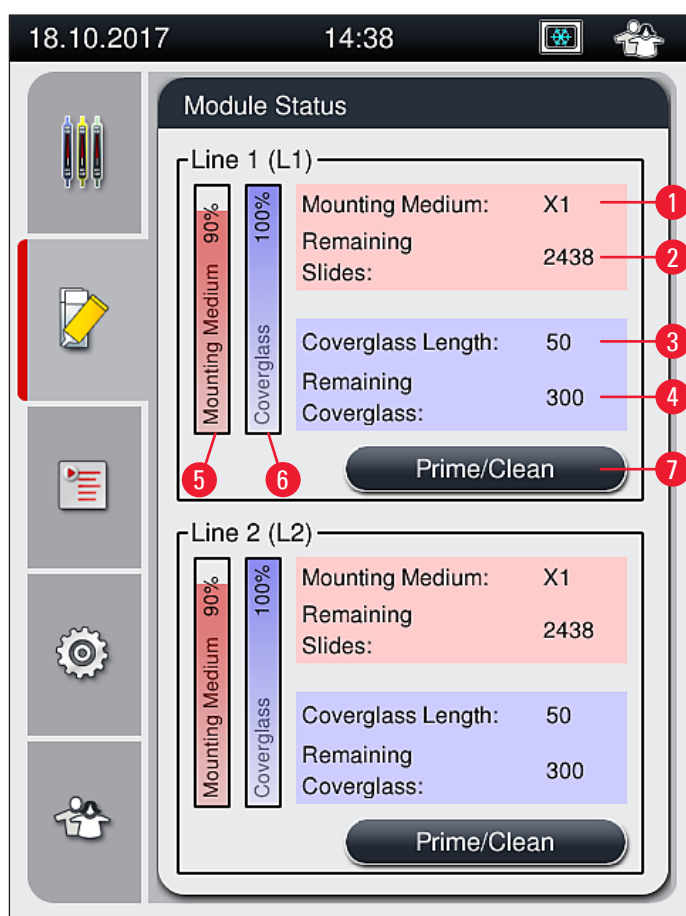 18.10.2017 14:38
Module Status
Line 1 (L1)
Mounting Medium 90%
Coverglass 100%
Mounting Medium: X1 1
Remaining
Slides: 2438 2
Coverglass Length: 50 3
Remaining
Coverglass: 300 4
5 6
Prime/Clean 7
Line 2 (L2)
Mounting Medium 90%
Coverglass 100%
Mounting Medium: X1
Remaining
Slides: 2438
Coverglass Length: 50
Remaining
Coverglass: 300
Prime/Clean